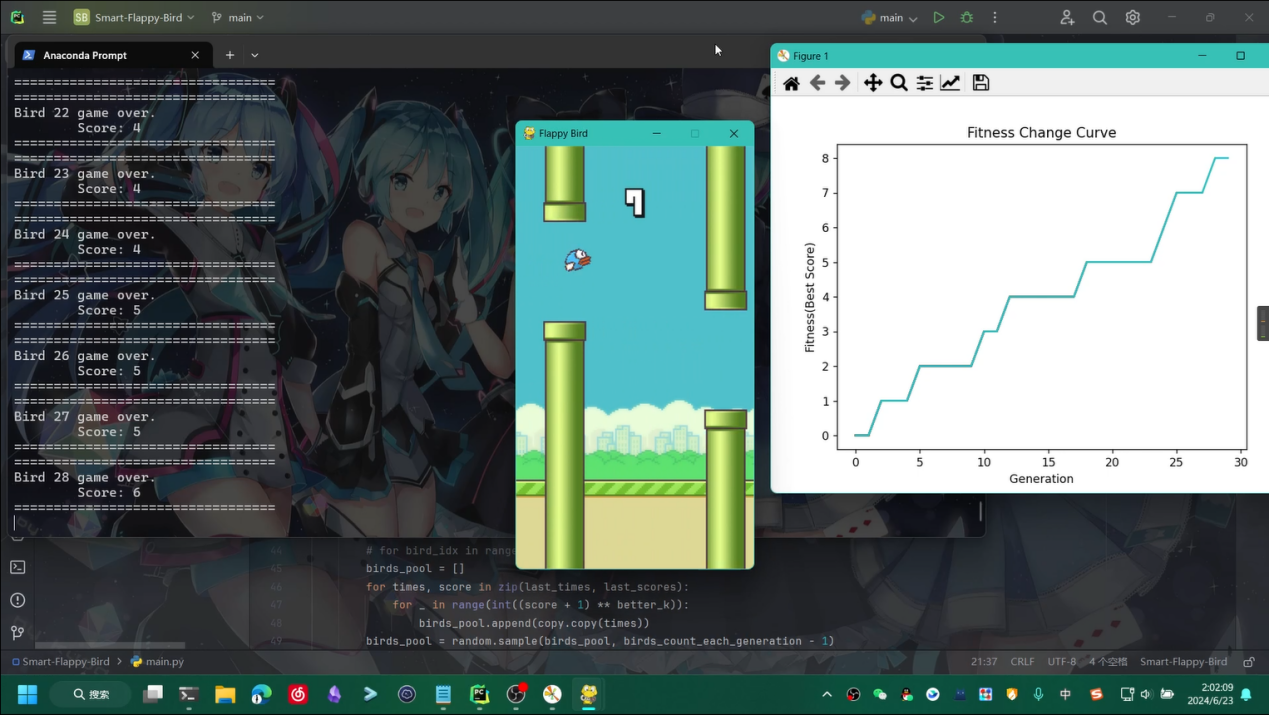 SB Smart-Flappy-Bird main main
Anaconda Prompt
==================================
==================================
Bird 22 game over.
Score: 4
==================================
==================================
Bird 23 game over.
Score: 4
==================================
==================================
Bird 24 game over.
Score: 4
==================================
==================================
Bird 25 game over.
Score: 5
==================================
==================================
Bird 26 game over.
Score: 5
==================================
==================================
Bird 27 game over.
Score: 5
==================================
==================================
Bird 28 game over.
Score: 6
==================================
Flappy Bird
Figure 1
Fitness Change Curve
8
7
6
5
4
3
2
1
0
Fitness(Best Score)
0 5 10 15 20 25 30
Generation
44 # for bird_idx in range
45 birds_pool = []
46 for times, score in zip(last_times, last_scores):
47 for _ in range(int((score + 1) ** better_k)):
48 birds_pool.append(copy.copy(times))
49 birds_pool = random.sample(birds_pool, birds_count_each_generation - 1)
Smart-Flappy-Bird > main.py 21:37 CRLF UTF-8 4 个空格 Smart-Flappy-Bird
搜索 中 2:02:09
2024/6/23